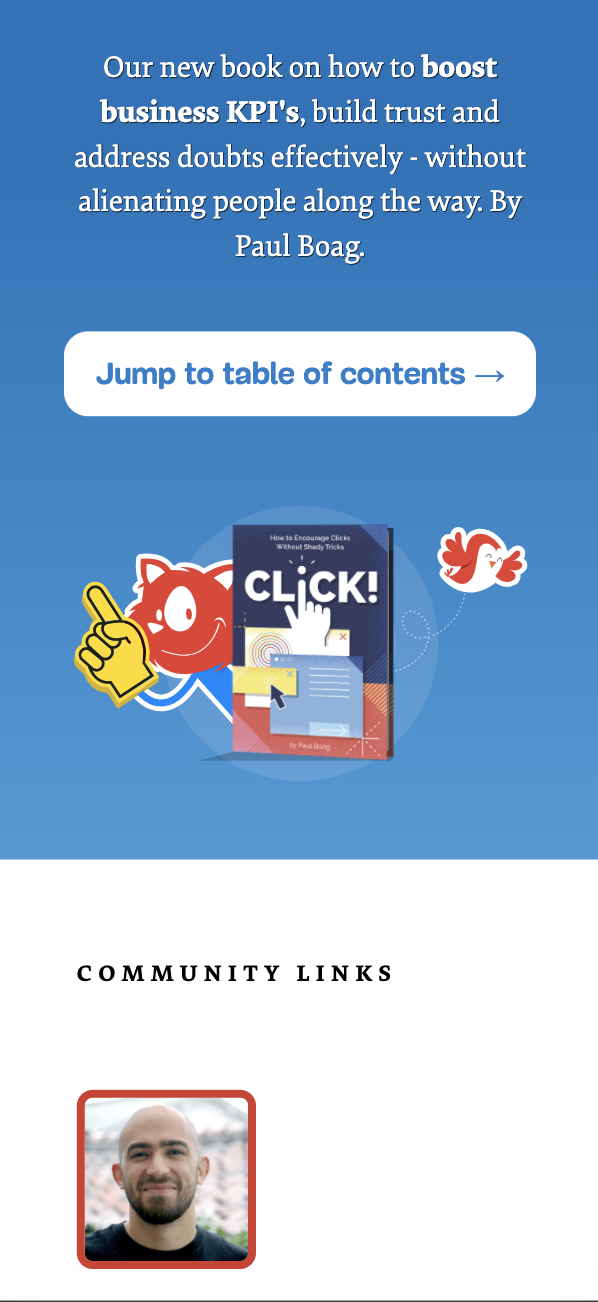 Our new book on how to boost
business KPI's, build trust and
address doubts effectively - without
alienating people along the way. By
Paul Boag.
Jump to table of contents →
How to Encourage Clicks
Without Shady Tricks
CLiCK!
by Paul Boag
COMMUNITY LINKS